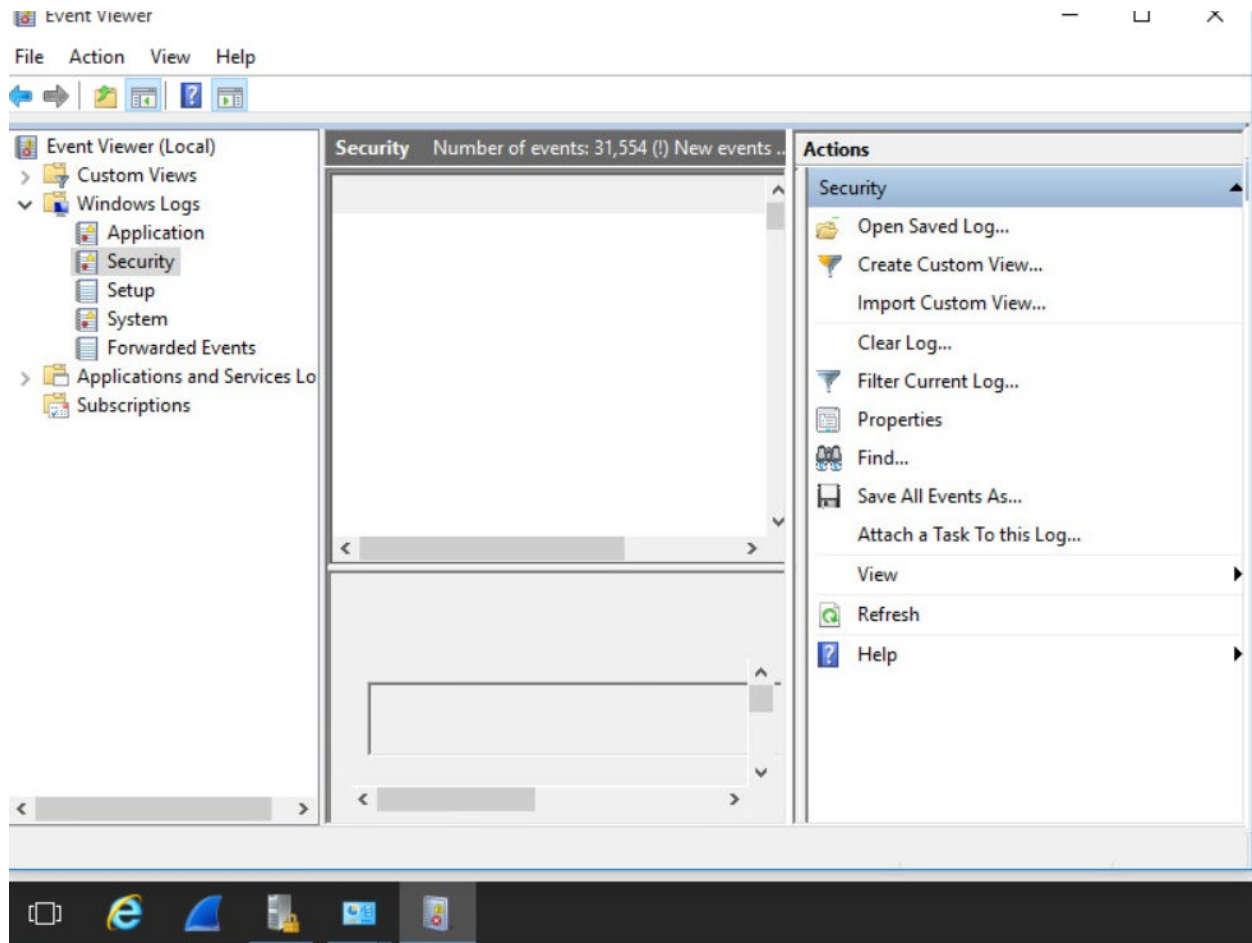 Event Viewer
File Action View Help
Event Viewer (Local)
Custom Views
Windows Logs
Application
Security
Setup
System
Forwarded Events
Applications and Services Lo
Subscriptions
Security Number of events: 31,554 (!) New events ..
Actions
Security
Open Saved Log...
Create Custom View...
Import Custom View...
Clear Log...
Filter Current Log...
Properties
Find...
Save All Events As...
Attach a Task To this Log...
View
Refresh
Help